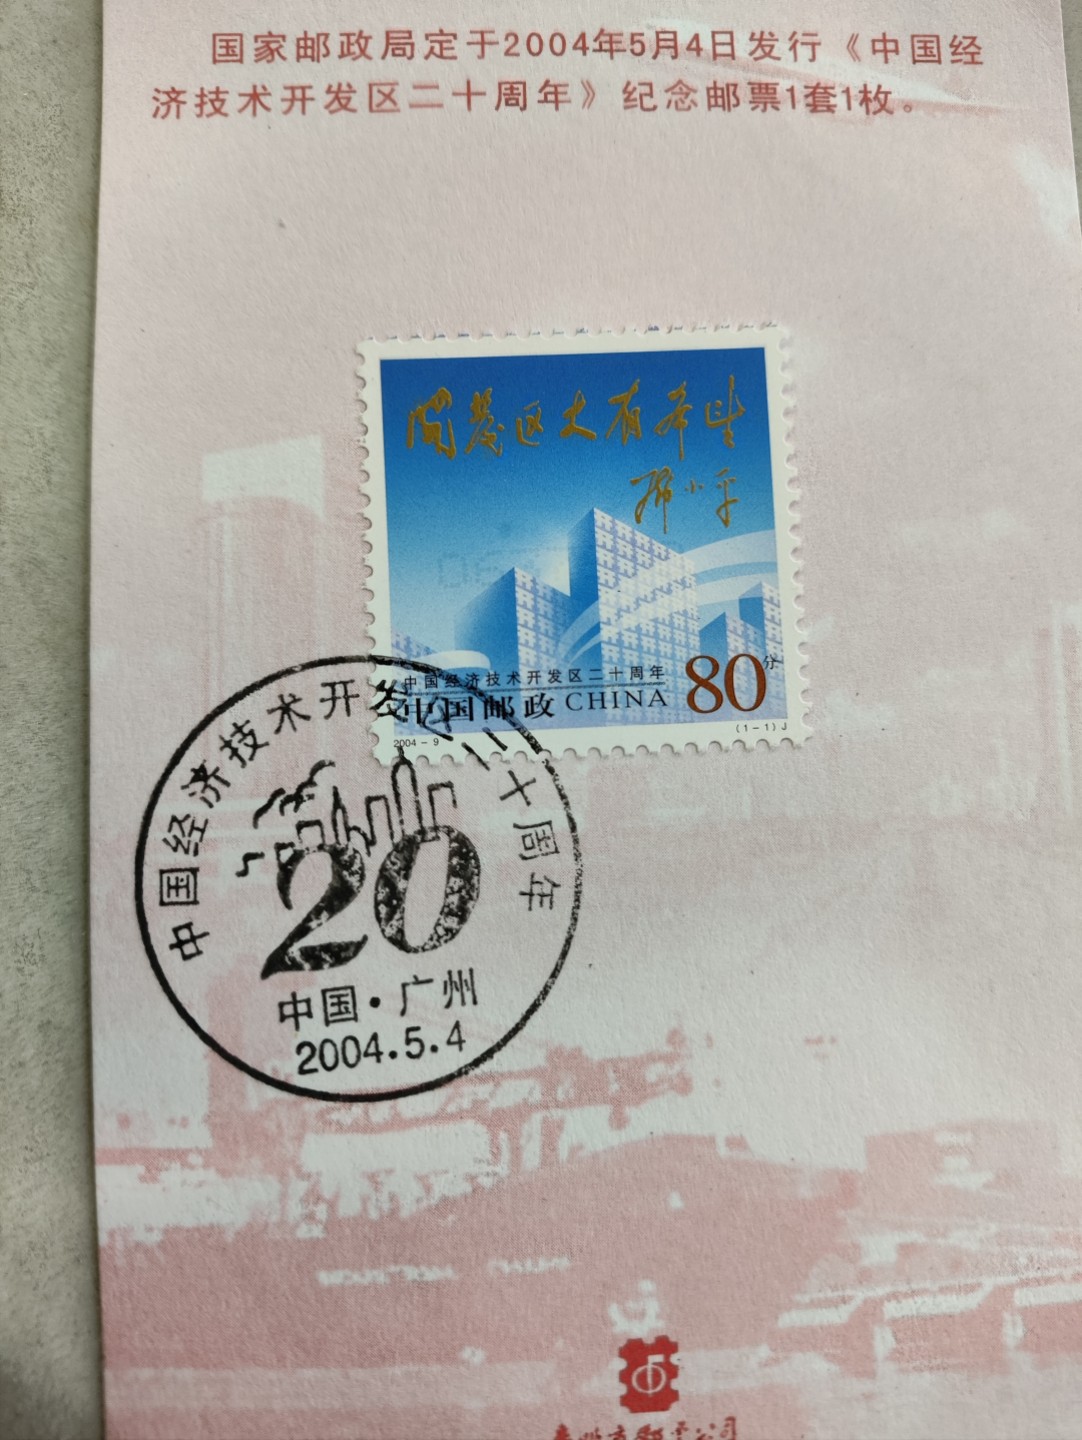 国家邮政局定于2004年5月4日发行《中国经
济技术开发区二十周年》纪念邮票1套1枚。
開發区大有希望
邓小平
中国经济技术开发区二十周年
中国邮政 CHINA 80分
2004-9
(1-1)J
中国经济技术开发区二十周年
20
中国·广州
2004.5.4